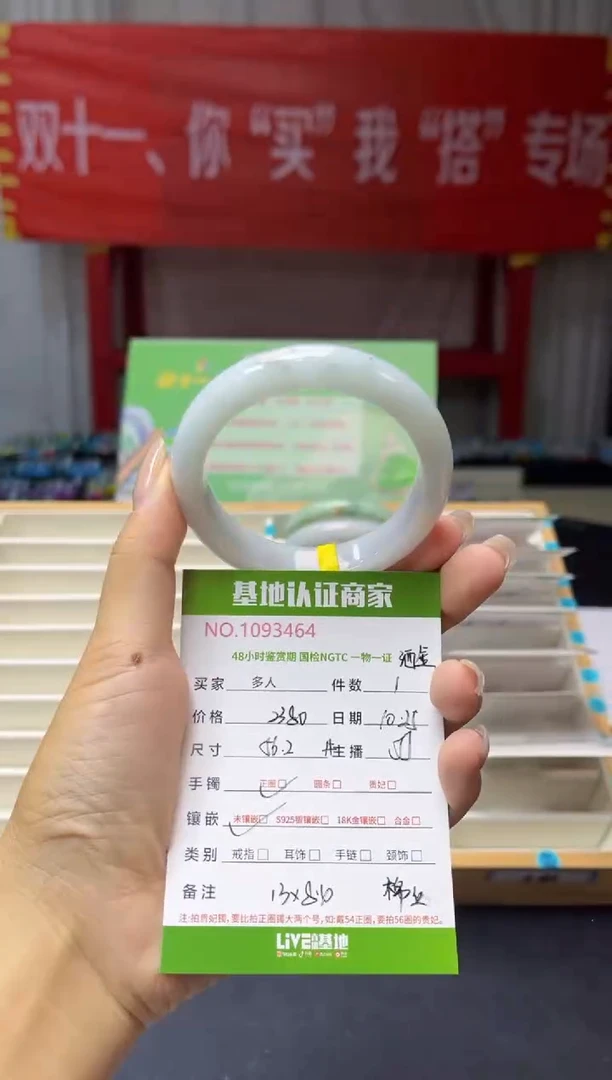 双十一、你“买”我“搭”专场
基地认证商家
NO.1093464
48小时鉴赏期 国检NGTC 一物一证
买家 多人 件数 1
价格 2380 日期 10.25
尺寸 56.2 主播
手镯 正圈 圆条 贵妃
镶嵌 未镶嵌 S925银镶嵌 18K金镶嵌 合金
类别 戒指 耳饰 手链 颈饰
备注 棉
注:拍贵妃镯,要比拍正圈镯大两个号,如:戴54正圈,要拍56圈的贵妃。
LIVE 基地